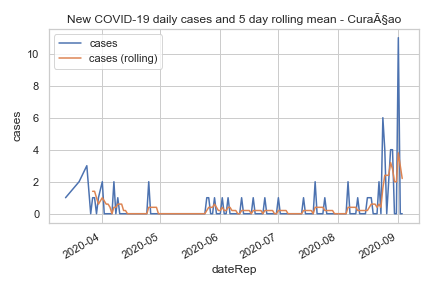 New COVID-19 daily cases and 5 day rolling mean - CuraÃ§ao
cases
cases (rolling)
10
8
6
4
2
0
cases
2020-04
2020-05
2020-06
2020-07
2020-08
2020-09
dateRep